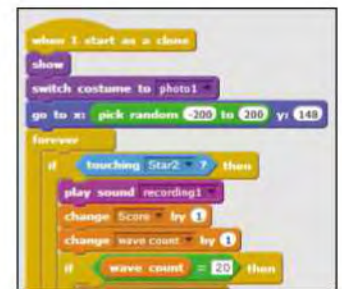 when I start as a clone
show
switch costume to photo1
go to x: pick random -200 to 200 y: 148
forever
if touching Star2 ? then
play sound recording1
change Score by 1
change wave count by 1
if wave count = 20 then